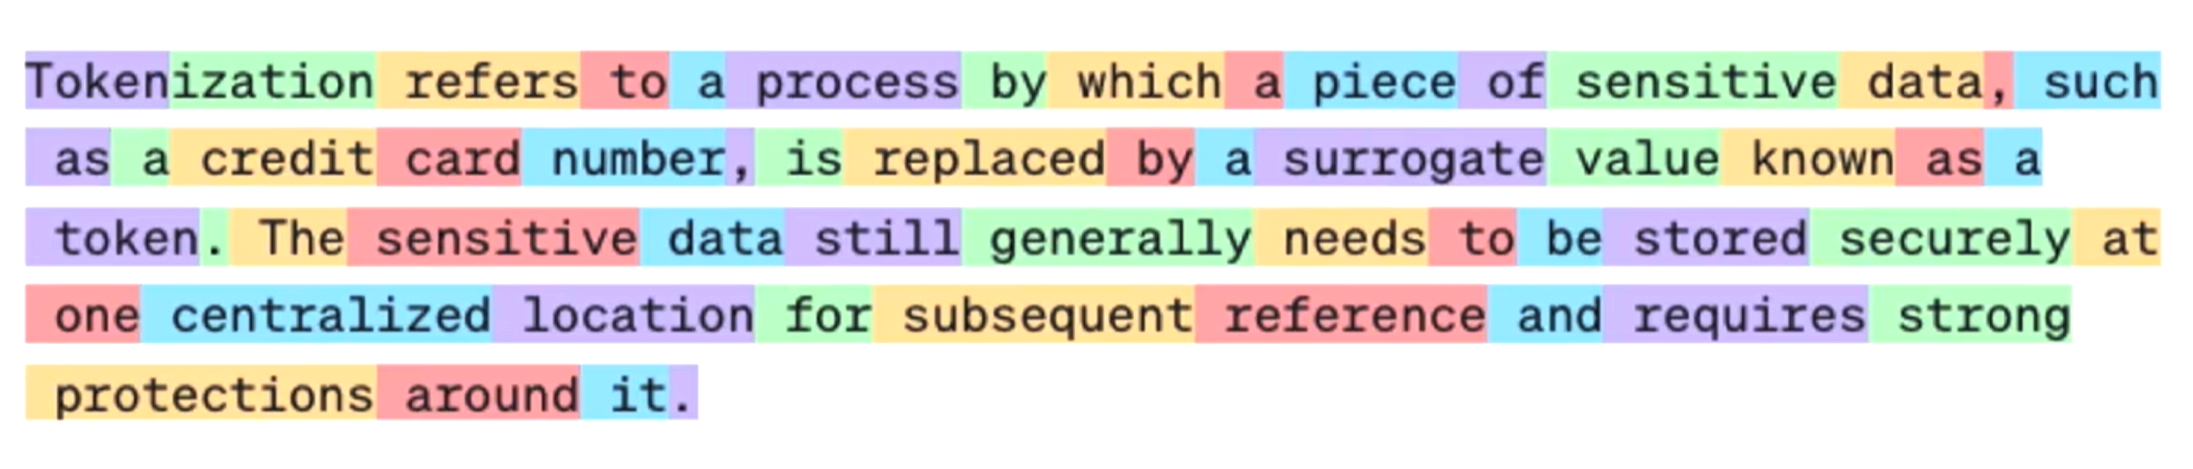 Tokenization refers to a process by which a piece of sensitive data, such
as a credit card number, is replaced by a surrogate value known as a
token. The sensitive data still generally needs to be stored securely at
one centralized location for subsequent reference and requires strong
protections around it.